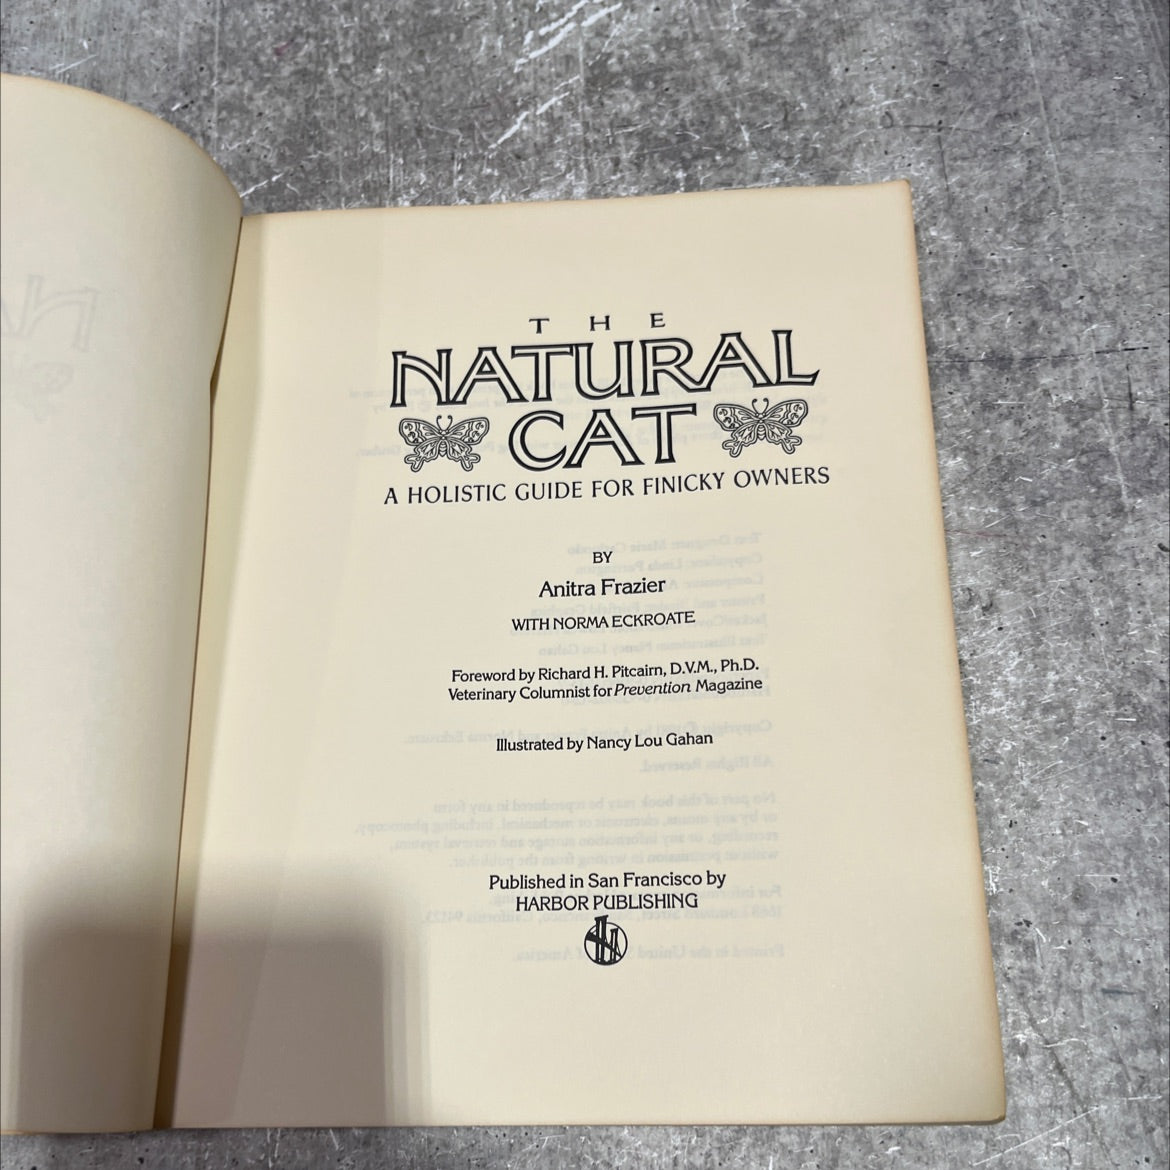 THE
NATURAL
CAT
A HOLISTIC GUIDE FOR FINICKY OWNERS
BY
Anitra Frazier
WITH NORMA ECKROATE
Foreword by Richard H. Pitcairn, D.V.M., Ph.D.
Veterinary Columnist for Prevention Magazine
Illustrated by Nancy Lou Gahan
Published in San Francisco by
HARBOR PUBLISHING